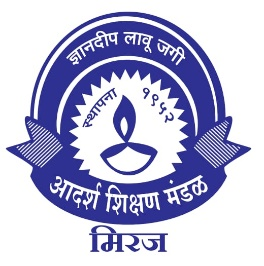 ज्ञानदीप लावू जगी
स्थापना १९५२
आदर्श शिक्षण मंडळ
मिरज